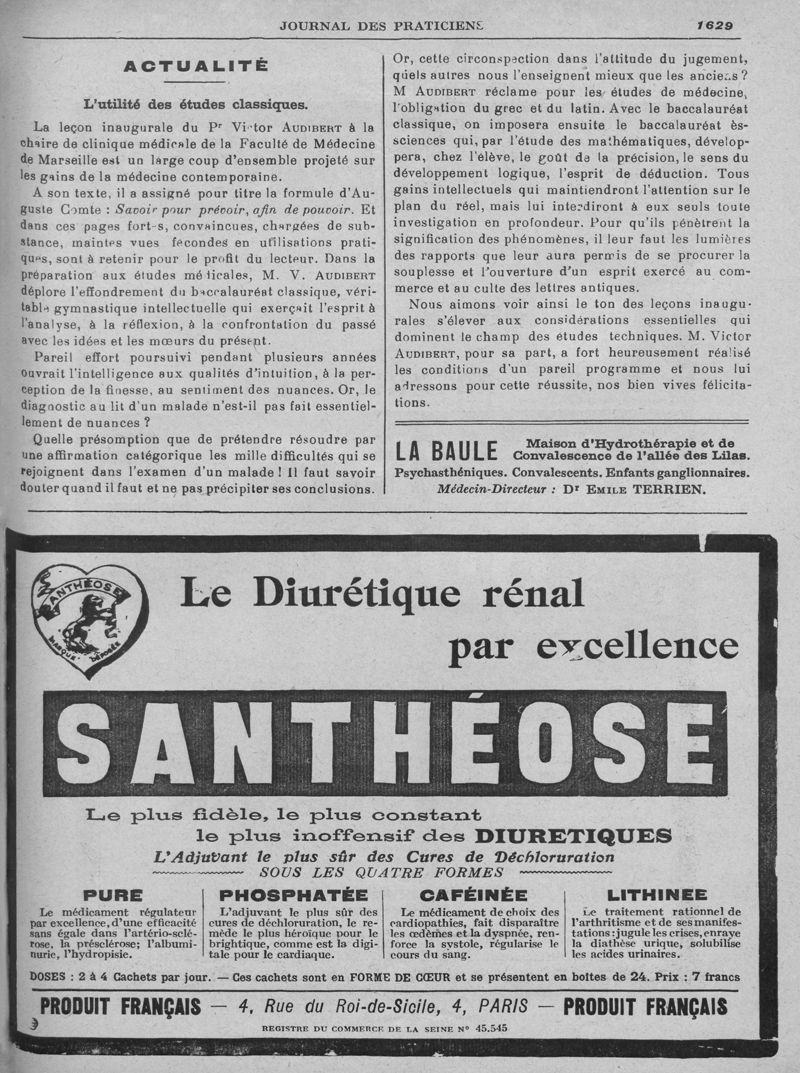 JOURNAL DES PRATICIENS
1629
ACTUALITÉ
L'utilité des études classiques.
La leçon inaugurale du Pr Victor AUDIBERT à la
chaire de clinique médicale de la Faculté de Médecine
de Marseille est un large coup d'ensemble projeté sur
les gains de la médecine contemporaine.
A son texte, il a assigné pour titre la formule d'Au-
guste Comte : Savoir pour prévoir, afin de pouvoir. Et
dans ces pages fortes, convaincues, chargées de sub-
stance, maintes vues fécondes en utilisations prati-
ques, sont à retenir pour le profit du lecteur. Dans la
préparation aux études médicales, M. V. AUDIBERT
déplore l'effondrement du baccalauréat classique, véri-
table gymnastique intellectuelle qui exerçait l'esprit à
l'analyse, à la réflexion, à la confrontation du passé
avec les idées et les mœurs du présent.
Pareil effort poursuivi pendant plusieurs années
ouvrait l'intelligence aux qualités d'intuition, à la per-
ception de la finesse, au sentiment des nuances. Or, le
diagnostic au lit d'un malade n'est-il pas fait essentiel-
lement de nuances ?
Quelle présomption que de prétendre résoudre par
une affirmation catégorique les mille difficultés qui se
rejoignent dans l'examen d'un malade ! Il faut savoir
douter quand il faut et ne pas précipiter ses conclusions.
Or, cette circonspection dans l'attitude du jugement,
quels autres nous l'enseignent mieux que les anciens ?
M AUDIBERT réclame pour les études de médecine,
l'obligation du grec et du latin. Avec le baccalauréat
classique, on imposera ensuite le baccalauréat ès-
sciences qui, par l'étude des mathématiques, dévelop-
pera, chez l'élève, le goût de la précision, le sens du
développement logique, l'esprit de déduction. Tous
gains intellectuels qui maintiendront l'attention sur le
plan du réel, mais lui interdiront à eux seuls toute
investigation en profondeur. Pour qu'ils pénètrent la
signification des phénomènes, il leur faut les lumières
des rapports que leur aura permis de se procurer la
souplesse et l'ouverture d'un esprit exercé au com-
merce et au culte des lettres antiques.
Nous aimons voir ainsi le ton des leçons inaugu-
rales s'élever aux considérations essentielles qui
dominent le champ des études techniques. M. Victor
AUDIBERT, pour sa part, a fort heureusement réalisé
les conditions d'un pareil programme et nous lui
adressons pour cette réussite, nos bien vives félicita-
tions.
LA BAULE Maison d'Hydrothérapie et de
Convalescence de l'allée des Lilas.
Psychasthéniques. Convalescents. Enfants ganglionnaires.
Médecin-Directeur : Dr EMILE TERRIEN.
SANTHÉOSE
MARQUE DÉPOSÉE
Le Diurétique rénal
par excellence
SANTHÉOSE
Le plus fidèle, le plus constant
le plus inoffensif des DIURETIQUES
L'Adjuvant le plus sûr des Cures de Déchloruration
SOUS LES QUATRE FORMES
PURE
Le médicament régulateur
par excellence, d'une efficacité
sans égale dans l'artério-sclé-
rose, la présclérose; l'albumi-
nurie, l'hydropisie.
PHOSPHATÉE
L'adjuvant le plus sûr des
cures de déchloruration, le re-
mède le plus héroïque pour le
brightique, comme est la digi-
tale pour le cardiaque.
CAFÉINÉE
Le médicament de choix des
cardiopathies, fait disparaître
les œdèmes et la dyspnée, ren-
force la systole, régularise le
cours du sang.
LITHINEE
Le traitement rationnel de
l'arthritisme et de ses manifes-
tations: jugule les crises, enraye
la diathèse urique, solubilise
les acides urinaires.
DOSES : 2 à 4 Cachets par jour. — Ces cachets sont en FORME DE CŒUR et se présentent en boîtes de 24. Prix : 7 francs
PRODUIT FRANÇAIS — 4, Rue du Roi-de-Sicile, 4, PARIS — PRODUIT FRANÇAIS
REGISTRE DU COMMERCE DE LA SEINE N° 45.545